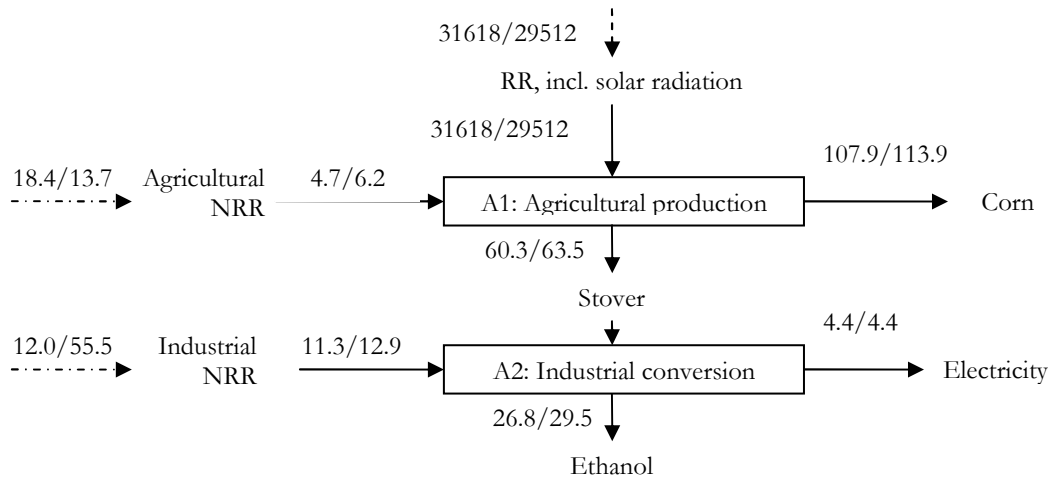 31618/29512
RR, incl. solar radiation
31618/29512
107.9/113.9
18.4/13.7
Agricultural
NRR
4.7/6.2
A1: Agricultural production
Corn
60.3/63.5
Stover
4.4/4.4
12.0/55.5
Industrial
NRR
11.3/12.9
A2: Industrial conversion
Electricity
26.8/29.5
Ethanol